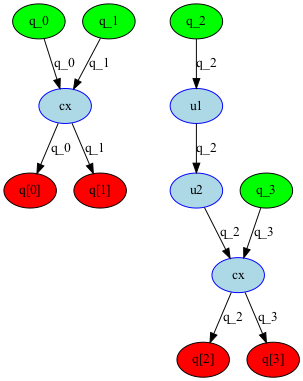 q_0 q_1 q_2
q_0 q_1 q_2
cx u1
q_0 q_1 q_2
q[0] q[1] u2 q_3
q_2 q_3
cx
q_2 q_3
q[2] q[3]